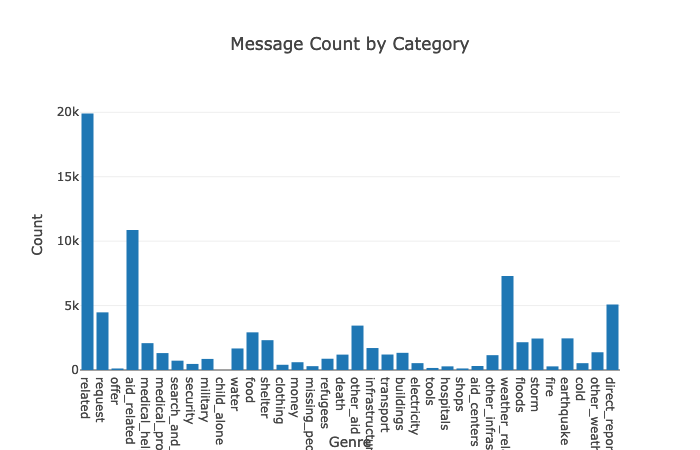 Message Count by Category
20k
15k
10k
5k
0
Count
related
request
offer
aid_related
medical_hel
medical_pro
search_and_
security
military
child_alone
water
food
shelter
clothing
money
missing_peo
refugees
death
other_aid
infrastructur
transport
buildings
electricity
tools
hospitals
shops
aid_centers
other_infras
weather_rel
floods
storm
fire
earthquake
cold
other_weath
direct_repor
Genre